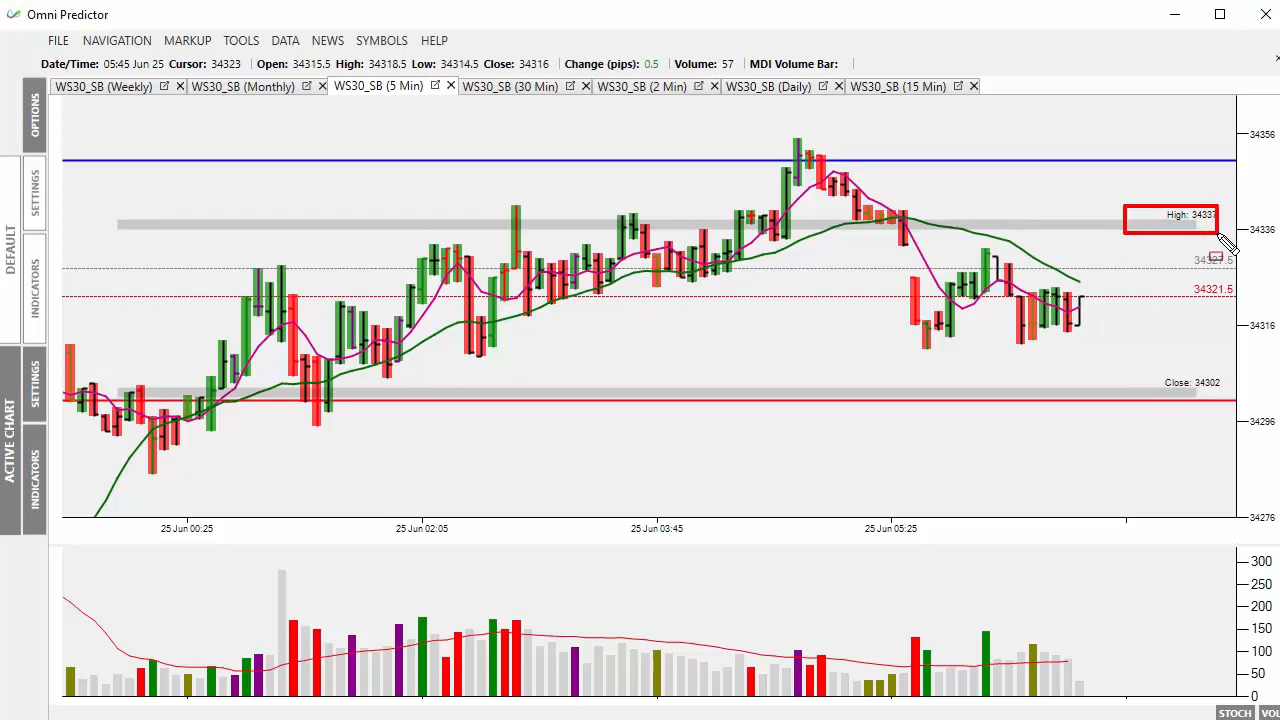 Omni Predictor
FILE NAVIGATION MARKUP TOOLS DATA NEWS SYMBOLS HELP
Date/Time: 05:45 Jun 25 Cursor: 34323 Open: 34315.5 High: 34318.5 Low: 34314.5 Close: 34316 Change (pips): 0.5 Volume: 57 MDI Volume Bar:
WS30_SB (Weekly) WS30_SB (Monthly) WS30_SB (5 Min) WS30_SB (30 Min) WS30_SB (2 Min) WS30_SB (Daily) WS30_SB (15 Min)
OPTIONS
SETTINGS
INDICATORS
DEFAULT
SETTINGS
INDICATORS
ACTIVE CHART
34356
High: 34337
34336
34327.5
34321.5
34316
Close: 34302
34296
34276
25 Jun 00:25 25 Jun 02:05 25 Jun 03:45 25 Jun 05:25
300
250
200
150
100
50
0
STOCH VOL